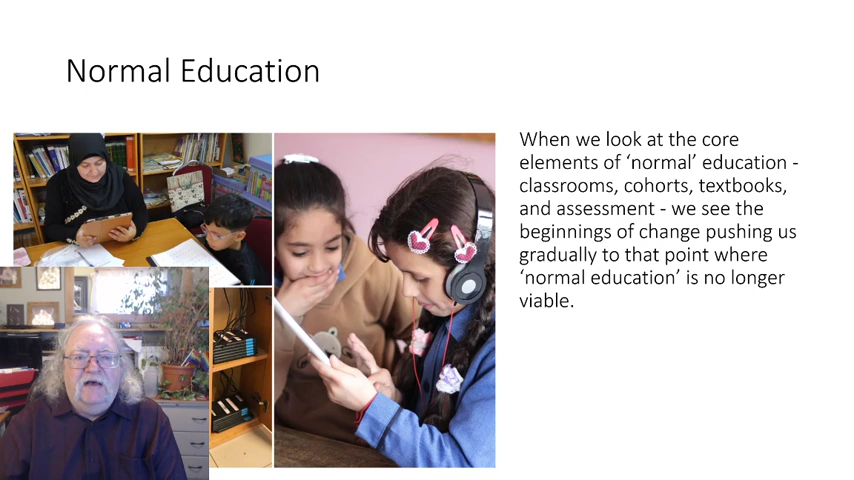 Normal Education
When we look at the core
elements of ‘normal’ education -
classrooms, cohorts, textbooks,
and assessment - we see the
beginnings of change pushing us
gradually to that point where
‘normal education’ is no longer
viable.